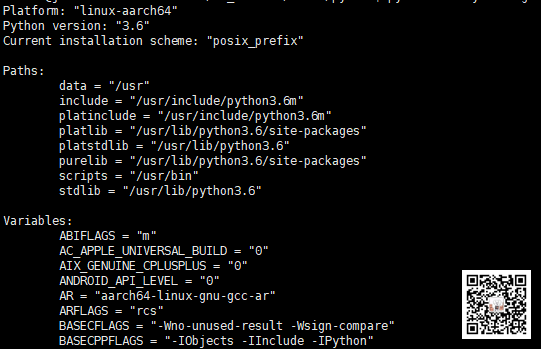 Platform: "linux-aarch64"
Python version: "3.6"
Current installation scheme: "posix_prefix"
Paths:
data = "/usr"
include = "/usr/include/python3.6m"
platinclude = "/usr/include/python3.6m"
platlib = "/usr/lib/python3.6/site-packages"
platstdlib = "/usr/lib/python3.6"
purelib = "/usr/lib/python3.6/site-packages"
scripts = "/usr/bin"
stdlib = "/usr/lib/python3.6"
Variables:
ABIFLAGS = "m"
AC_APPLE_UNIVERSAL_BUILD = "0"
AIX_GENUINE_CPLUSPLUS = "0"
ANDROID_API_LEVEL = "0"
AR = "aarch64-linux-gnu-gcc-ar"
ARFLAGS = "rcs"
BASECFLAGS = "-Wno-unused-result -Wsign-compare"
BASECPPFLAGS = "-IObjects -IInclude -IPython"